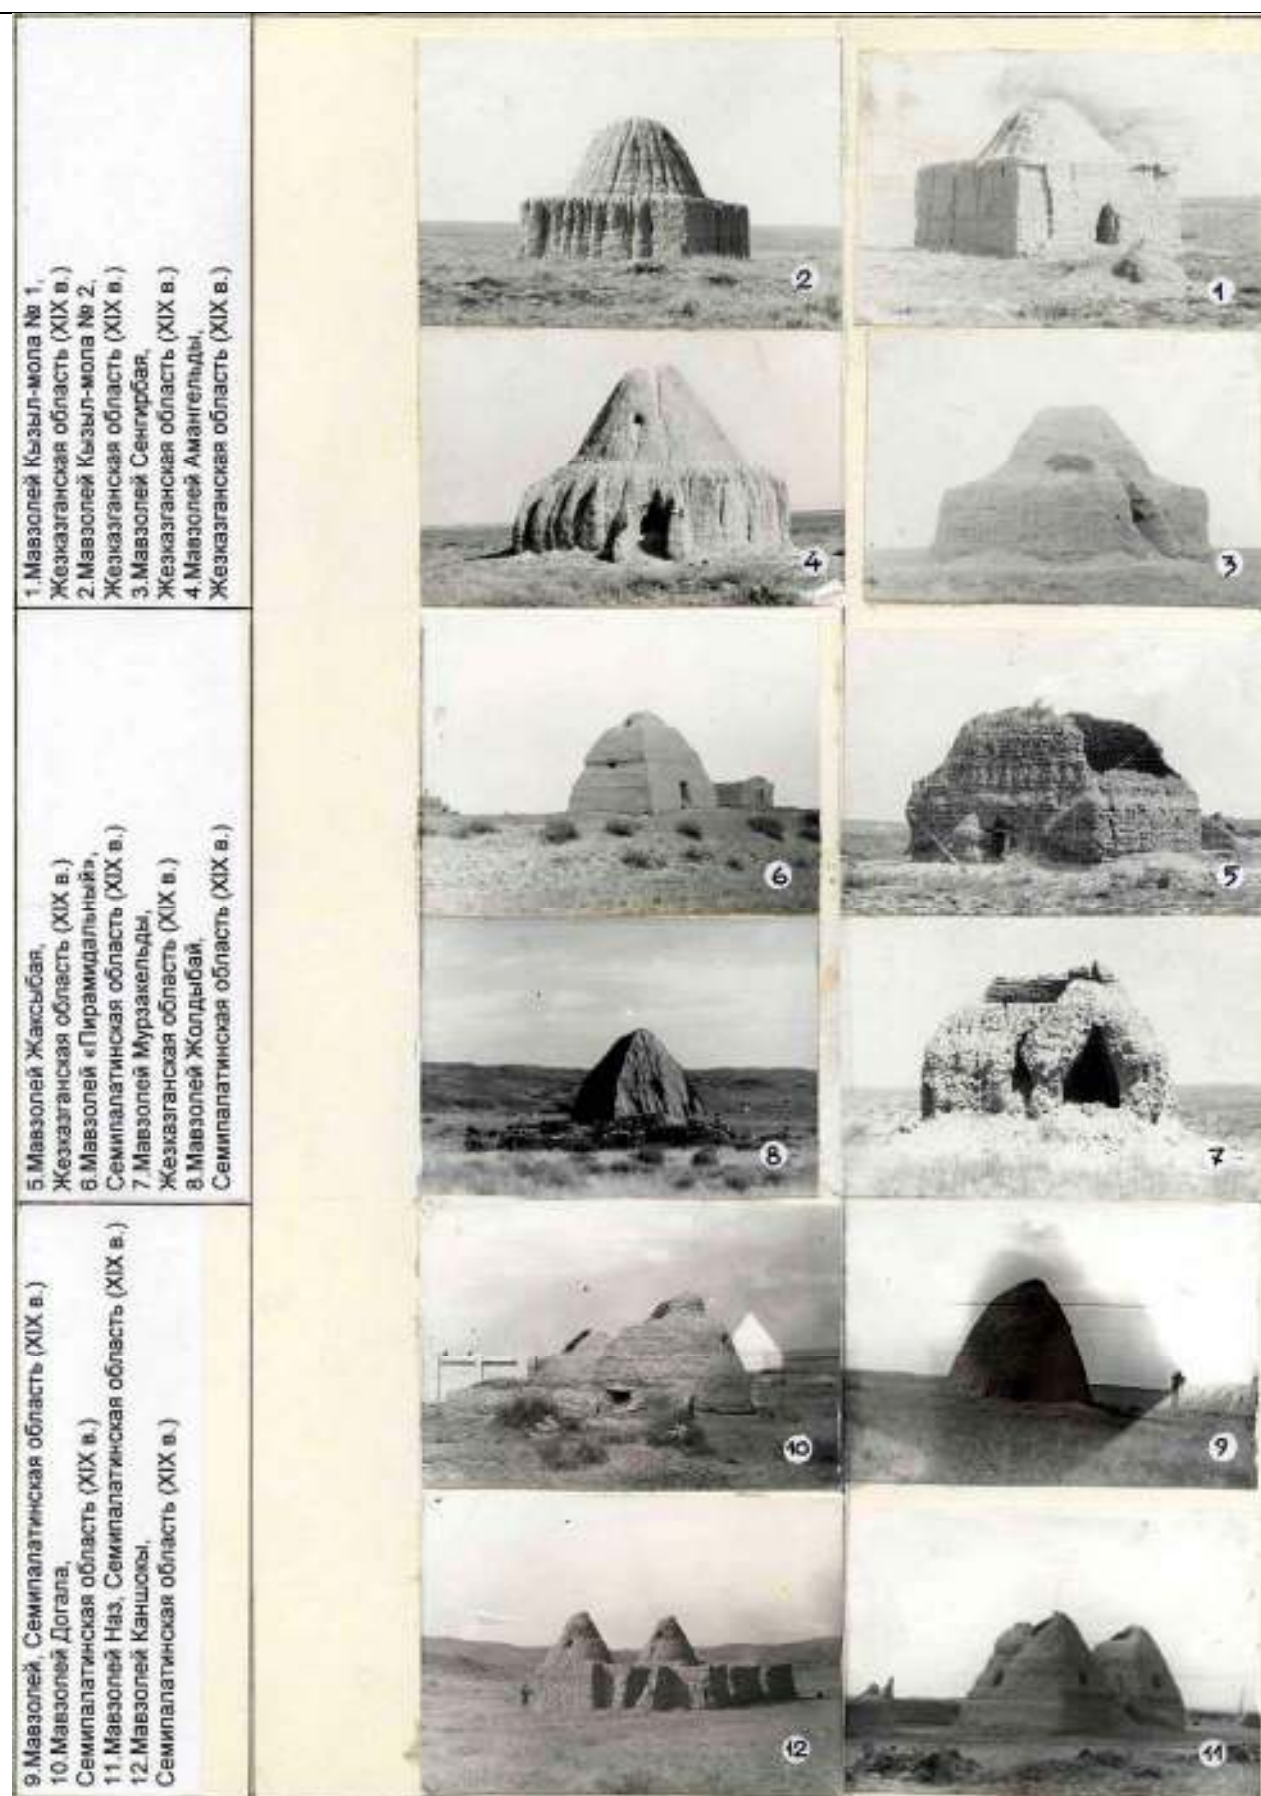 1.Мавзолей Кызыл-мола № 1,
Жезказганская область (XIX в.)
2.Мавзолей Кызыл-мола № 2,
Жезказганская область (XIX в.)
3.Мавзолей Сенгирбая,
Жезказганская область (XIX в.)
4.Мавзолей Амангельды,
Жезказганская область (XIX в.)
5.Мавзолей Жаксыбая,
Жезказганская область (XIX в.)
6.Мавзолей «Пирамидальный»,
Семипалатинская область (XIX в.)
7.Мавзолей Мурзакельды,
Жезказганская область (XIX в.)
8.Мавзолей Жолдыбай,
Семипалатинская область (XIX в.)
9.Мавзолей, Семипалатинская область (XIX в.)
10.Мавзолей Догала,
Семипалатинская область (XIX в.)
11.Мавзолей Наз, Семипалатинская область (XIX в.)
12.Мавзолей Каншокы,
Семипалатинская область (XIX в.)
2
1
4
3
6
5
8
7
10
9
12
11